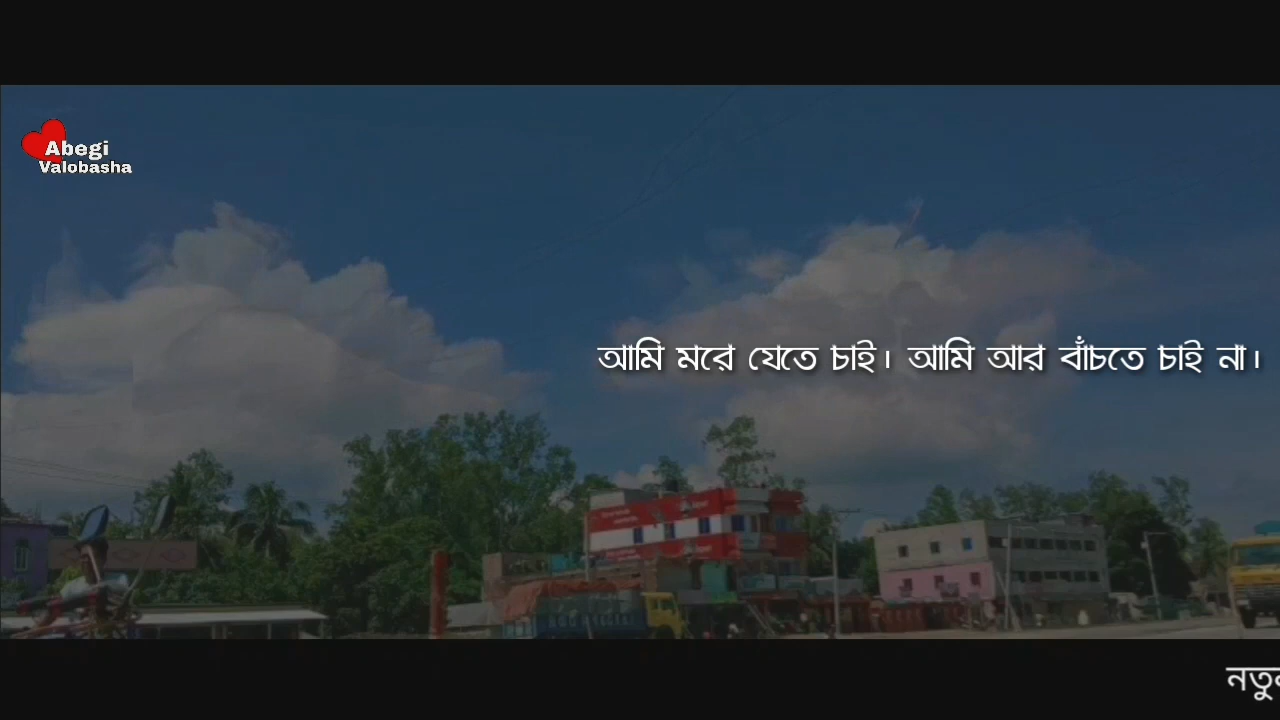 Abegi
Valobasha
আমি মরে যেতে চাই। আমি আর বাঁচতে চাই না।